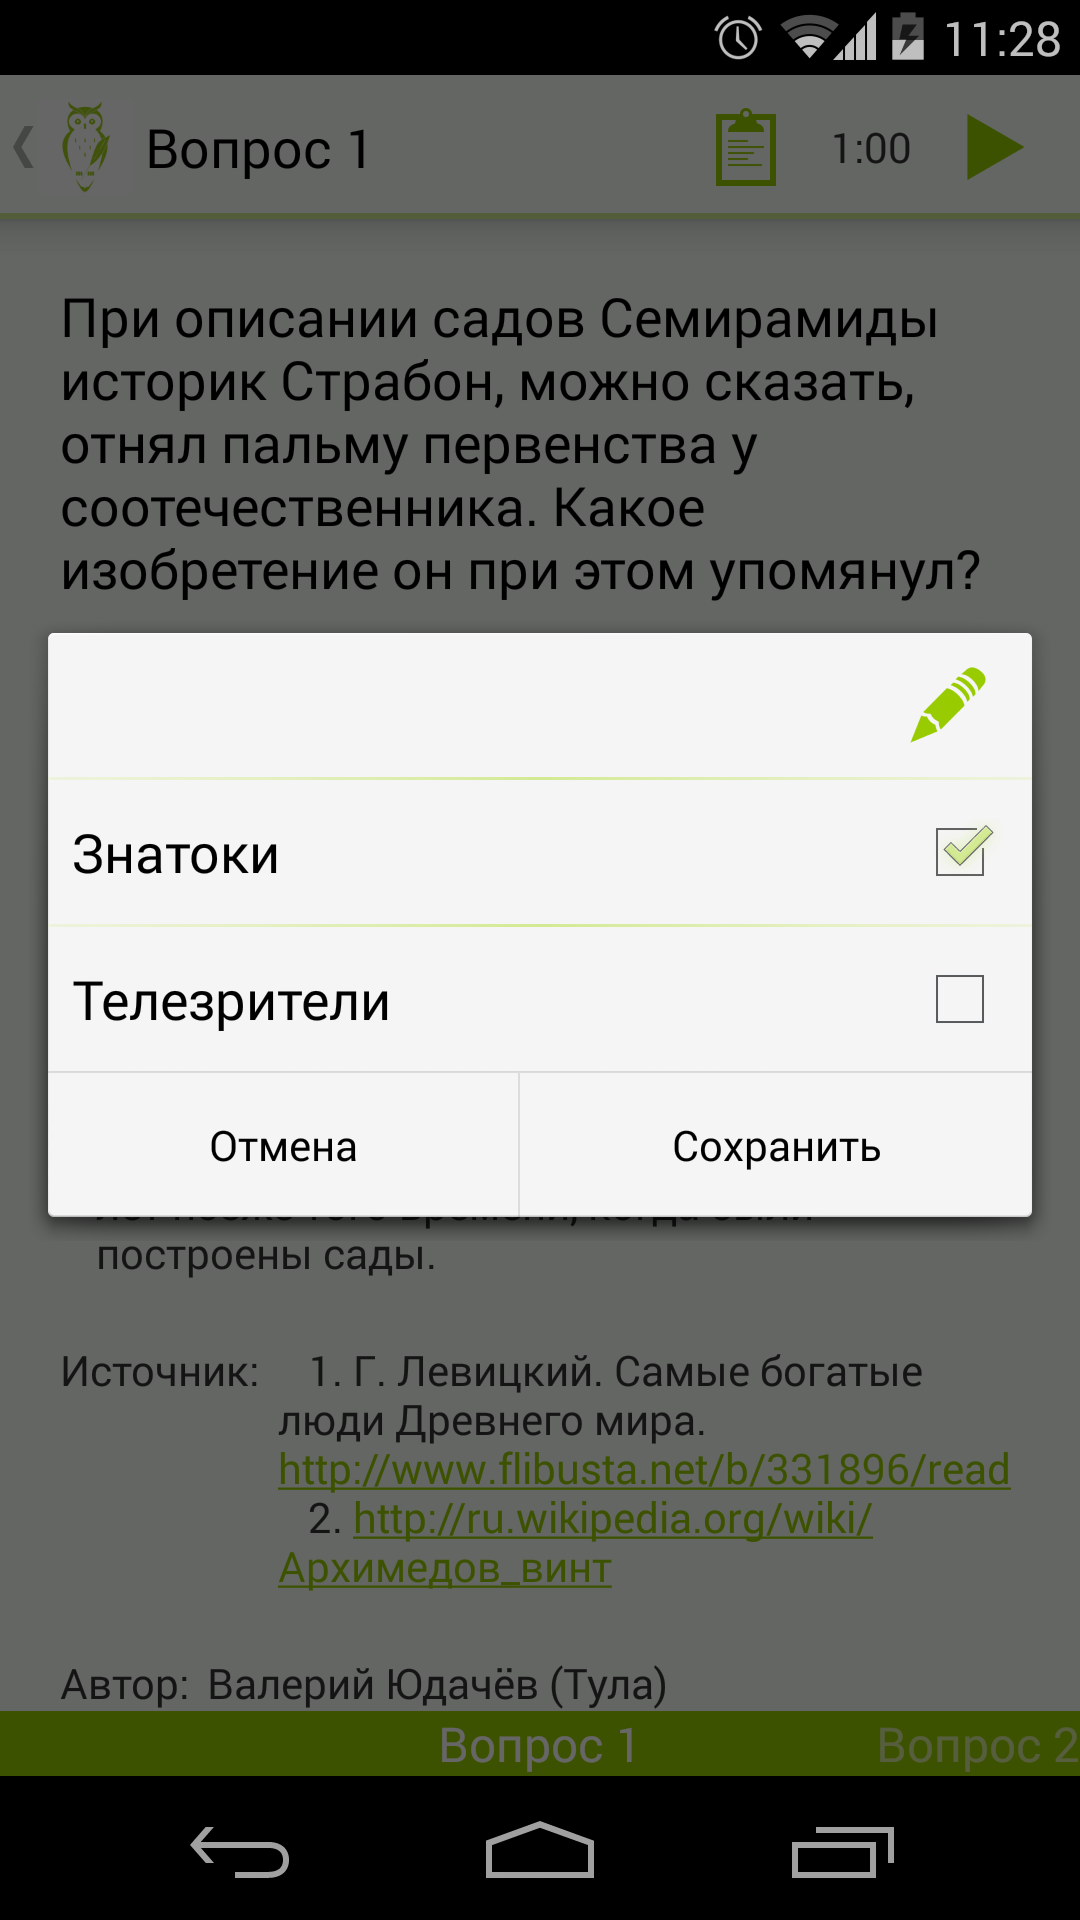 11:28
Вопрос 1
1:00
При описании садов Семирамиды
историк Страбон, можно сказать,
отнял пальму первенства у
соотечественника. Какое
изобретение он при этом упомянул?
Знатоки
Телезрители
Отмена
Сохранить
построены сады.
Источник: 1. Г. Левицкий. Самые богатые
люди Древнего мира.
http://www.flibusta.net/b/331896/read
2. http://ru.wikipedia.org/wiki/
Архимедов_винт
Автор: Валерий Юдачёв (Тула)
Вопрос 1
Вопрос 2